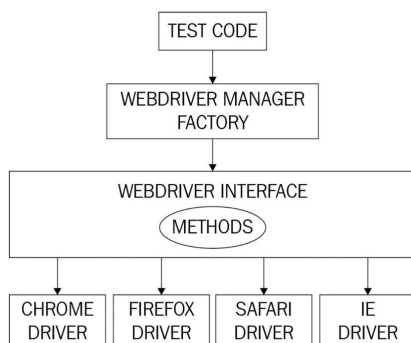 TEST CODE
WEBDRIVER MANAGER
FACTORY
WEBDRIVER INTERFACE
METHODS
CHROME
DRIVER
FIREFOX
DRIVER
SAFARI
DRIVER
IE
DRIVER